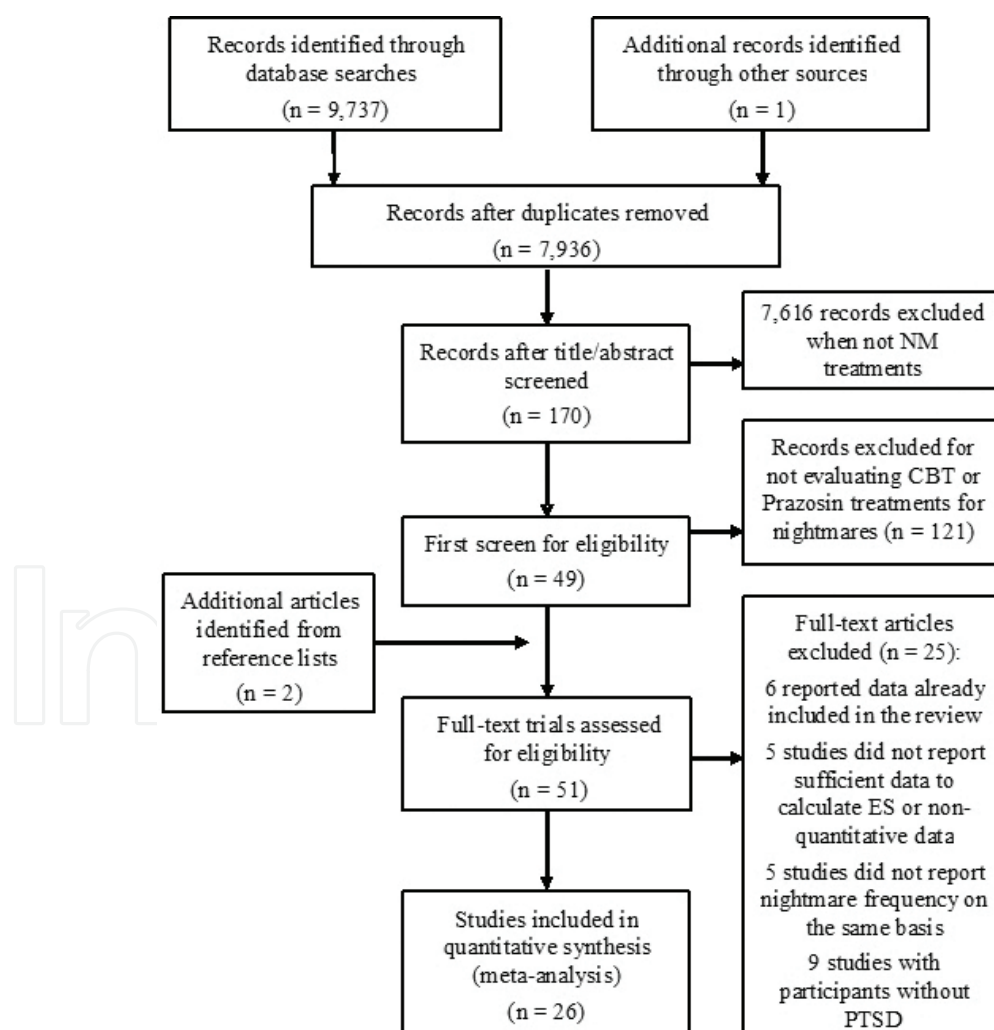 Records identified through
database searches
(n = 9,737)
Additional records identified
through other sources
(n = 1)
Records after duplicates removed
(n = 7,936)
7,616 records excluded
when not NM
treatments
Records after title/abstract
screened
(n = 170)
Records excluded for
not evaluating CBT or
Prazosin treatments for
nightmares (n = 121)
First screen for eligibility
(n = 49)
Additional articles
identified from
reference lists
(n = 2)
Full-text trials assessed
for eligibility
(n = 51)
Full-text articles
excluded (n = 25):
6 reported data already
included in the review
5 studies did not report
sufficient data to
calculate ES or non-
quantitative data
5 studies did not report
nightmare frequency on
the same basis
9 studies with
participants without
PTSD
Studies included in
quantitative synthesis
(meta-analysis)
(n = 26)
In